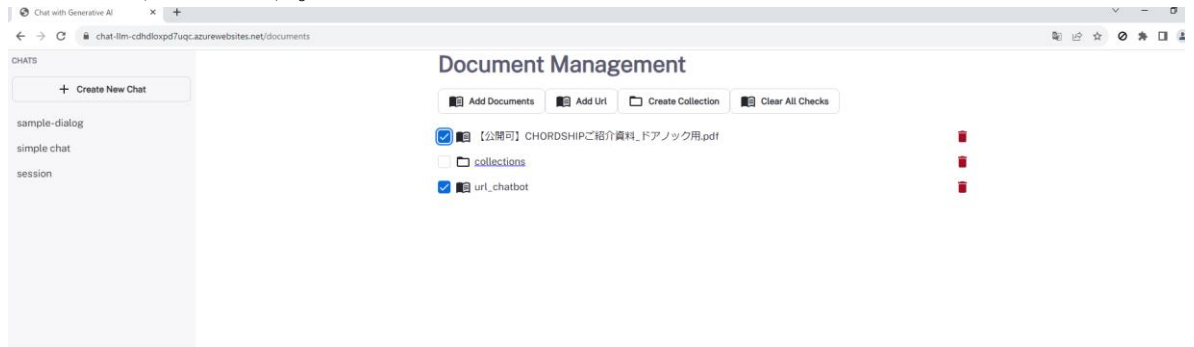 Chat with Generative AI
chat-llm-cdhdloxpd7uqc.azurewebsites.net/documents
CHATS
Document Management
+ Create New Chat
Add Documents Add Url Create Collection Clear All Checks
sample-dialog
【公開可】CHORDSHIPご紹介資料_ドアノック用.pdf
simple chat
collections
session
url_chatbot